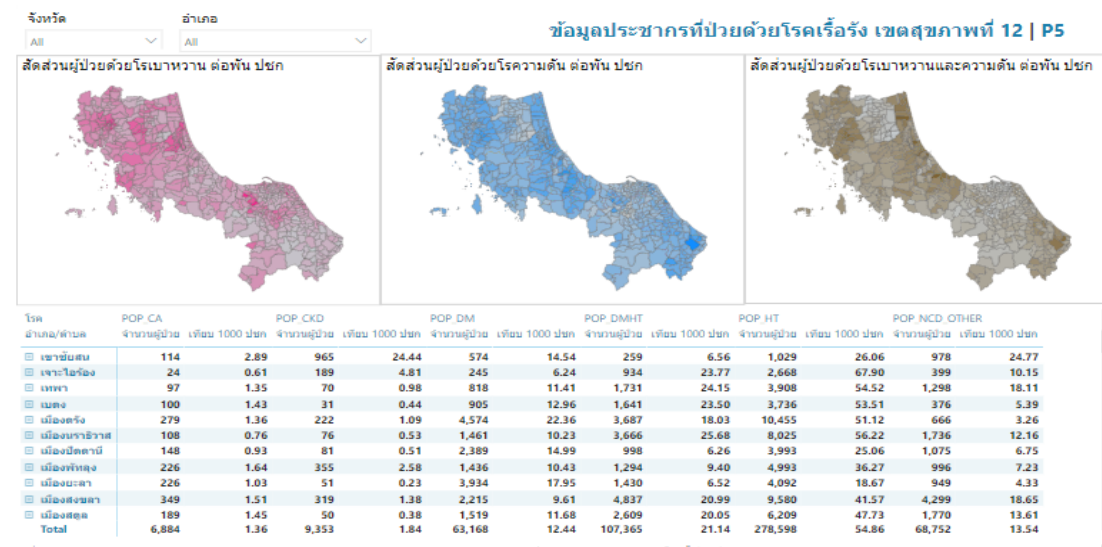 จังหวัด
อำเภอ
All
All
ข้อมูลประชากรที่ป่วยด้วยโรคเรื้อรัง เขตสุขภาพที่ 12 | P5
สัดส่วนผู้ป่วยด้วยโรเบาหวาน ต่อพัน ปชก
สัดส่วนผู้ป่วยด้วยโรความดัน ต่อพัน ปชก
สัดส่วนผู้ป่วยด้วยโรเบาหวานและความดัน ต่อพัน ปชก
โรค POP_CA POP_CKD POP_DM POP_DMHT POP_HT POP_NCD_OTHER
อำเภอ/ตำบล จำนวนผู้ป่วย เทียบ 1000 ปชก จำนวนผู้ป่วย เทียบ 1000 ปชก จำนวนผู้ป่วย เทียบ 1000 ปชก จำนวนผู้ป่วย เทียบ 1000 ปชก จำนวนผู้ป่วย เทียบ 1000 ปชก จำนวนผู้ป่วย เทียบ 1000 ปชก
เขาชัยสน 114 2.89 965 24.44 574 14.54 259 6.56 1,029 26.06 978 24.77
เจาะไอร้อง 24 0.61 189 4.81 245 6.24 934 23.77 2,668 67.90 399 10.15
เทพา 97 1.35 70 0.98 818 11.41 1,731 24.15 3,908 54.52 1,298 18.11
เบตง 100 1.43 31 0.44 905 12.96 1,641 23.50 3,736 53.51 376 5.39
เมืองตรัง 279 1.36 222 1.09 4,574 22.36 3,687 18.03 10,455 51.12 666 3.26
เมืองนราธิวาส 108 0.76 76 0.53 1,461 10.23 3,666 25.68 8,025 56.22 1,736 12.16
เมืองปัตตานี 148 0.93 81 0.51 2,389 14.99 998 6.26 3,993 25.06 1,075 6.75
เมืองพัทลุง 226 1.64 355 2.58 1,436 10.43 1,294 9.40 4,993 36.27 996 7.23
เมืองยะลา 226 1.03 51 0.23 3,934 17.95 1,430 6.52 4,092 18.67 949 4.33
เมืองสงขลา 349 1.51 319 1.38 2,215 9.61 4,837 20.99 9,580 41.57 4,299 18.65
เมืองสตูล 189 1.45 50 0.38 1,519 11.68 2,609 20.05 6,209 47.73 1,770 13.61
Total 6,884 1.36 9,353 1.84 63,168 12.44 107,365 21.14 278,598 54.86 68,752 13.54